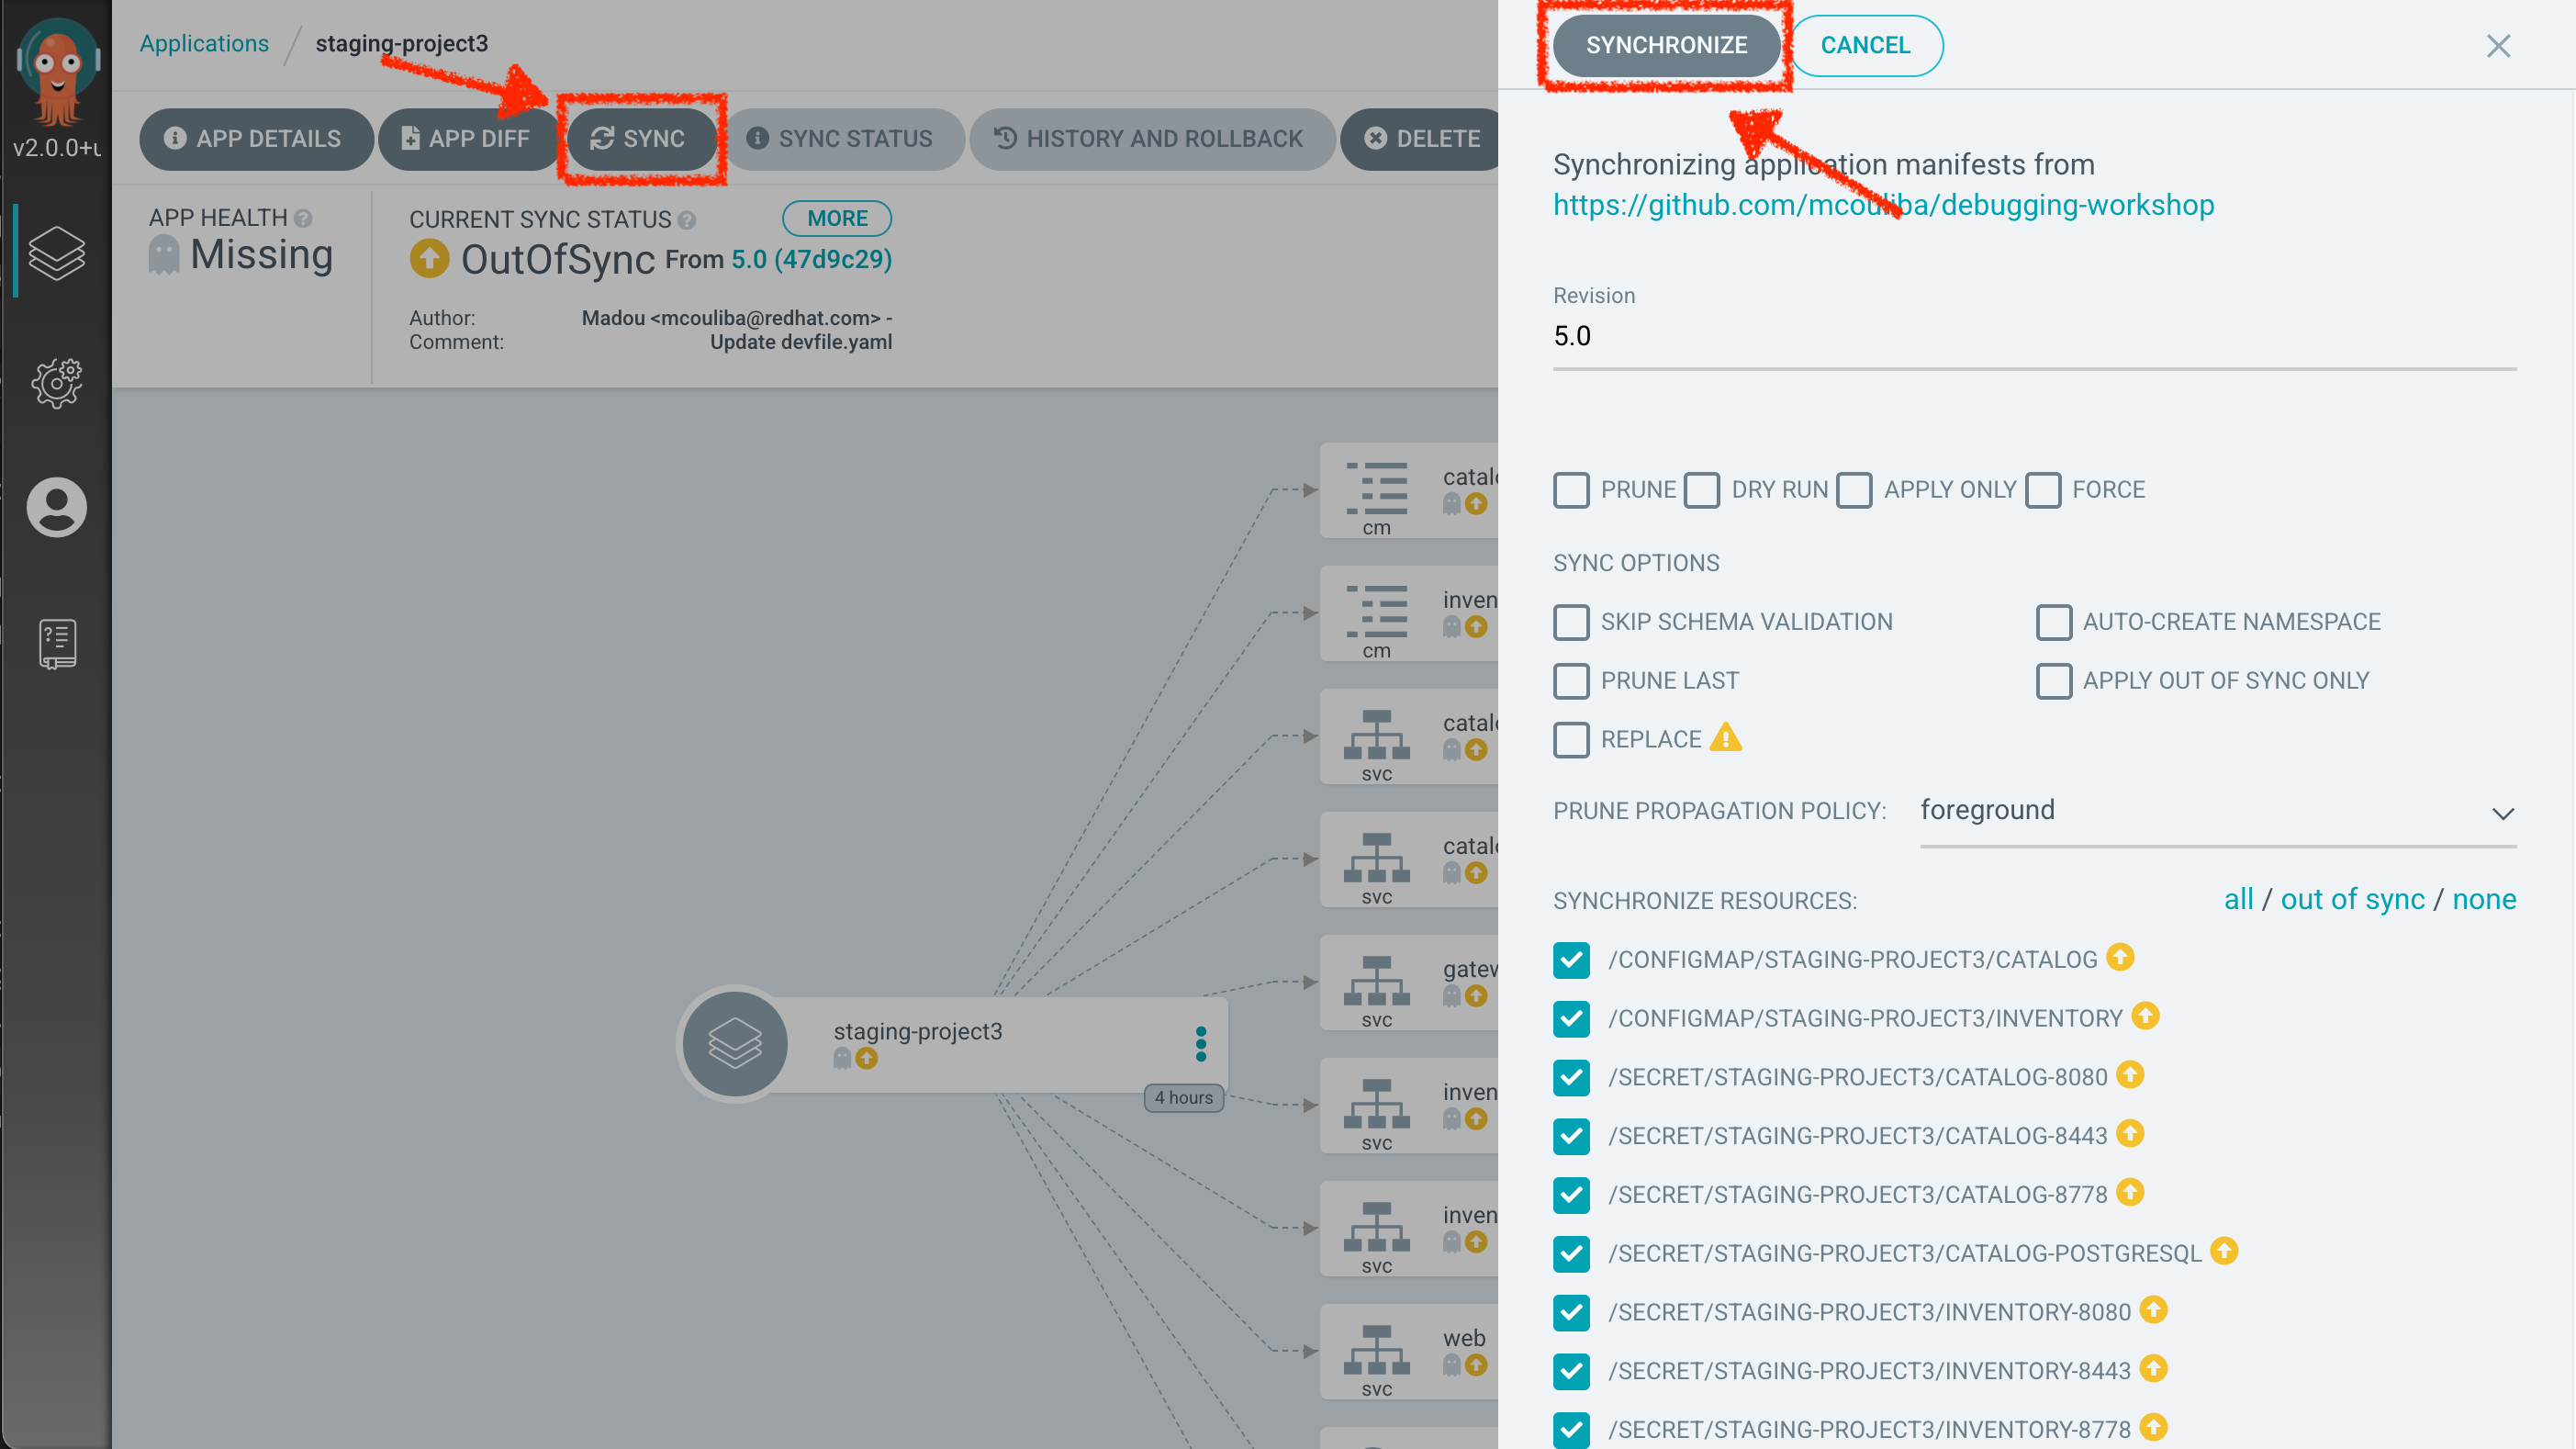 v2.0.0+u
Applications / staging-project3
APP DETAILS
APP DIFF
SYNC
SYNC STATUS
HISTORY AND ROLLBACK
DELETE
APP HEALTH
Missing
CURRENT SYNC STATUS
MORE
OutOfSync From 5.0 (47d9c29)
Author: Madou <mcouliba@redhat.com> -
Comment: Update devfile.yaml
staging-project3
4 hours
catalo
cm
inven
cm
catalo
svc
catalo
svc
gatew
svc
inven
svc
inven
svc
web
svc
SYNCHRONIZE
CANCEL
Synchronizing application manifests from
https://github.com/mcouliba/debugging-workshop
Revision
5.0
PRUNE DRY RUN APPLY ONLY FORCE
SYNC OPTIONS
SKIP SCHEMA VALIDATION AUTO-CREATE NAMESPACE
PRUNE LAST APPLY OUT OF SYNC ONLY
REPLACE
PRUNE PROPAGATION POLICY: foreground
SYNCHRONIZE RESOURCES: all / out of sync / none
/CONFIGMAP/STAGING-PROJECT3/CATALOG
/CONFIGMAP/STAGING-PROJECT3/INVENTORY
/SECRET/STAGING-PROJECT3/CATALOG-8080
/SECRET/STAGING-PROJECT3/CATALOG-8443
/SECRET/STAGING-PROJECT3/CATALOG-8778
/SECRET/STAGING-PROJECT3/CATALOG-POSTGRESQL
/SECRET/STAGING-PROJECT3/INVENTORY-8080
/SECRET/STAGING-PROJECT3/INVENTORY-8443
/SECRET/STAGING-PROJECT3/INVENTORY-8778